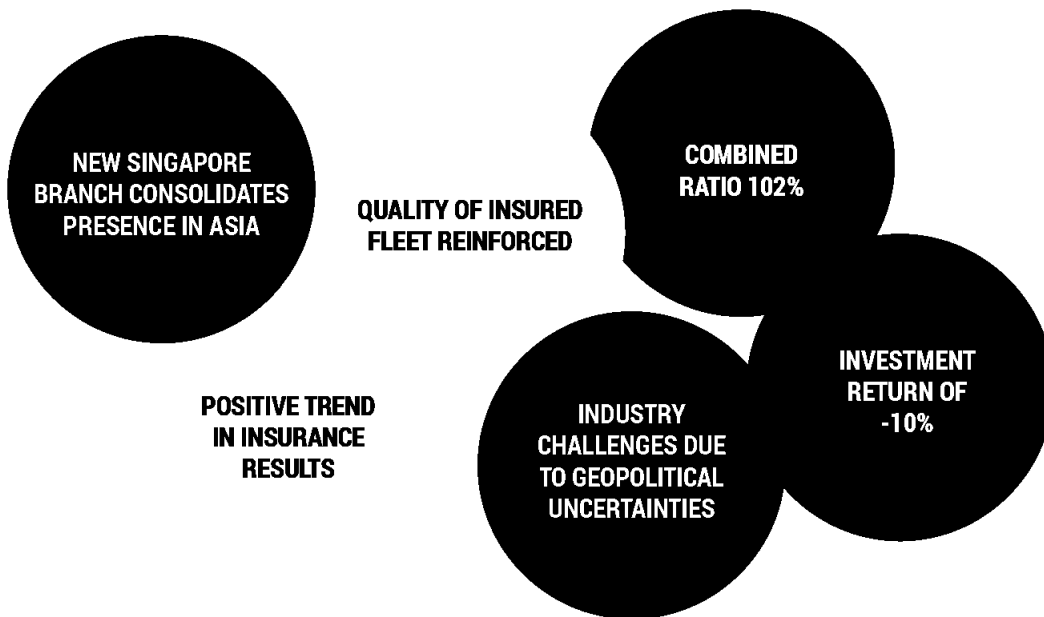 NEW SINGAPORE
BRANCH CONSOLIDATES
PRESENCE IN ASIA
QUALITY OF INSURED
FLEET REINFORCED
COMBINED
RATIO 102%
POSITIVE TREND
IN INSURANCE
RESULTS
INDUSTRY
CHALLENGES DUE
TO GEOPOLITICAL
UNCERTAINTIES
INVESTMENT
RETURN OF
-10%